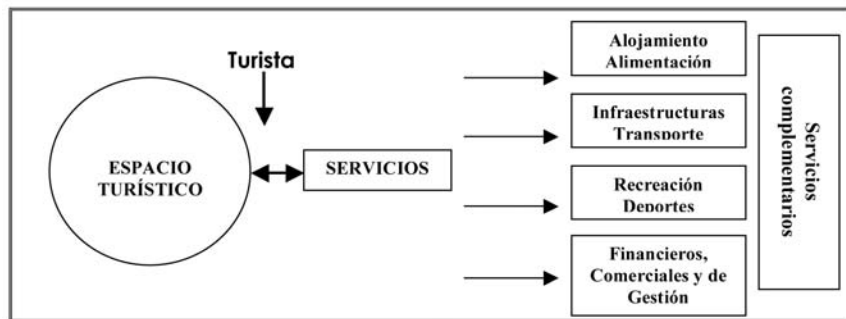 Turista
ESPACIO
TURÍSTICO
SERVICIOS
Alojamiento
Alimentación
Infraestructuras
Transporte
Recreación
Deportes
Financieros,
Comerciales y de
Gestión
Servicios
complementarios